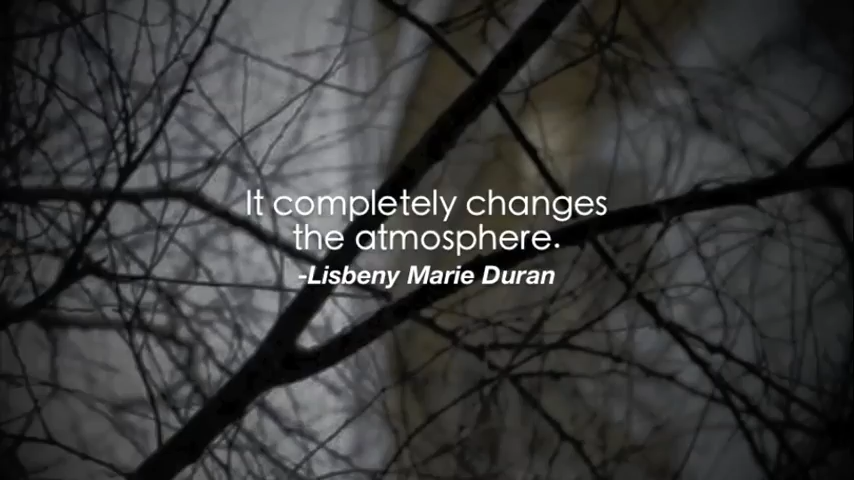 It completely changes
the atmosphere.
-Lisbeny Marie Duran